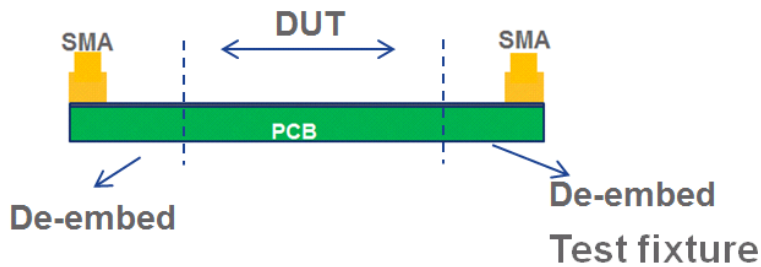 DUT
SMA
SMA
PCB
De-embed
De-embed
Test fixture